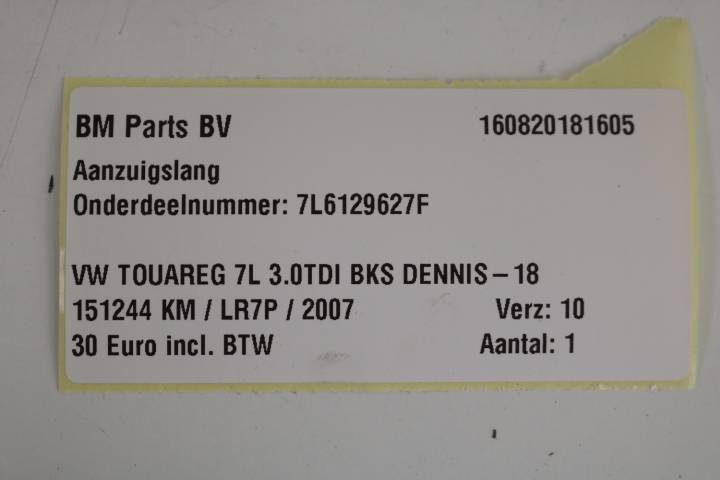 BM Parts BV 160820181605
Aanzuigslang
Onderdeelnummer: 7L6129627F
VW TOUAREG 7L 3.0TDI BKS DENNIS-18
151244 KM / LR7P / 2007 Verz: 10
30 Euro incl. BTW Aantal: 1